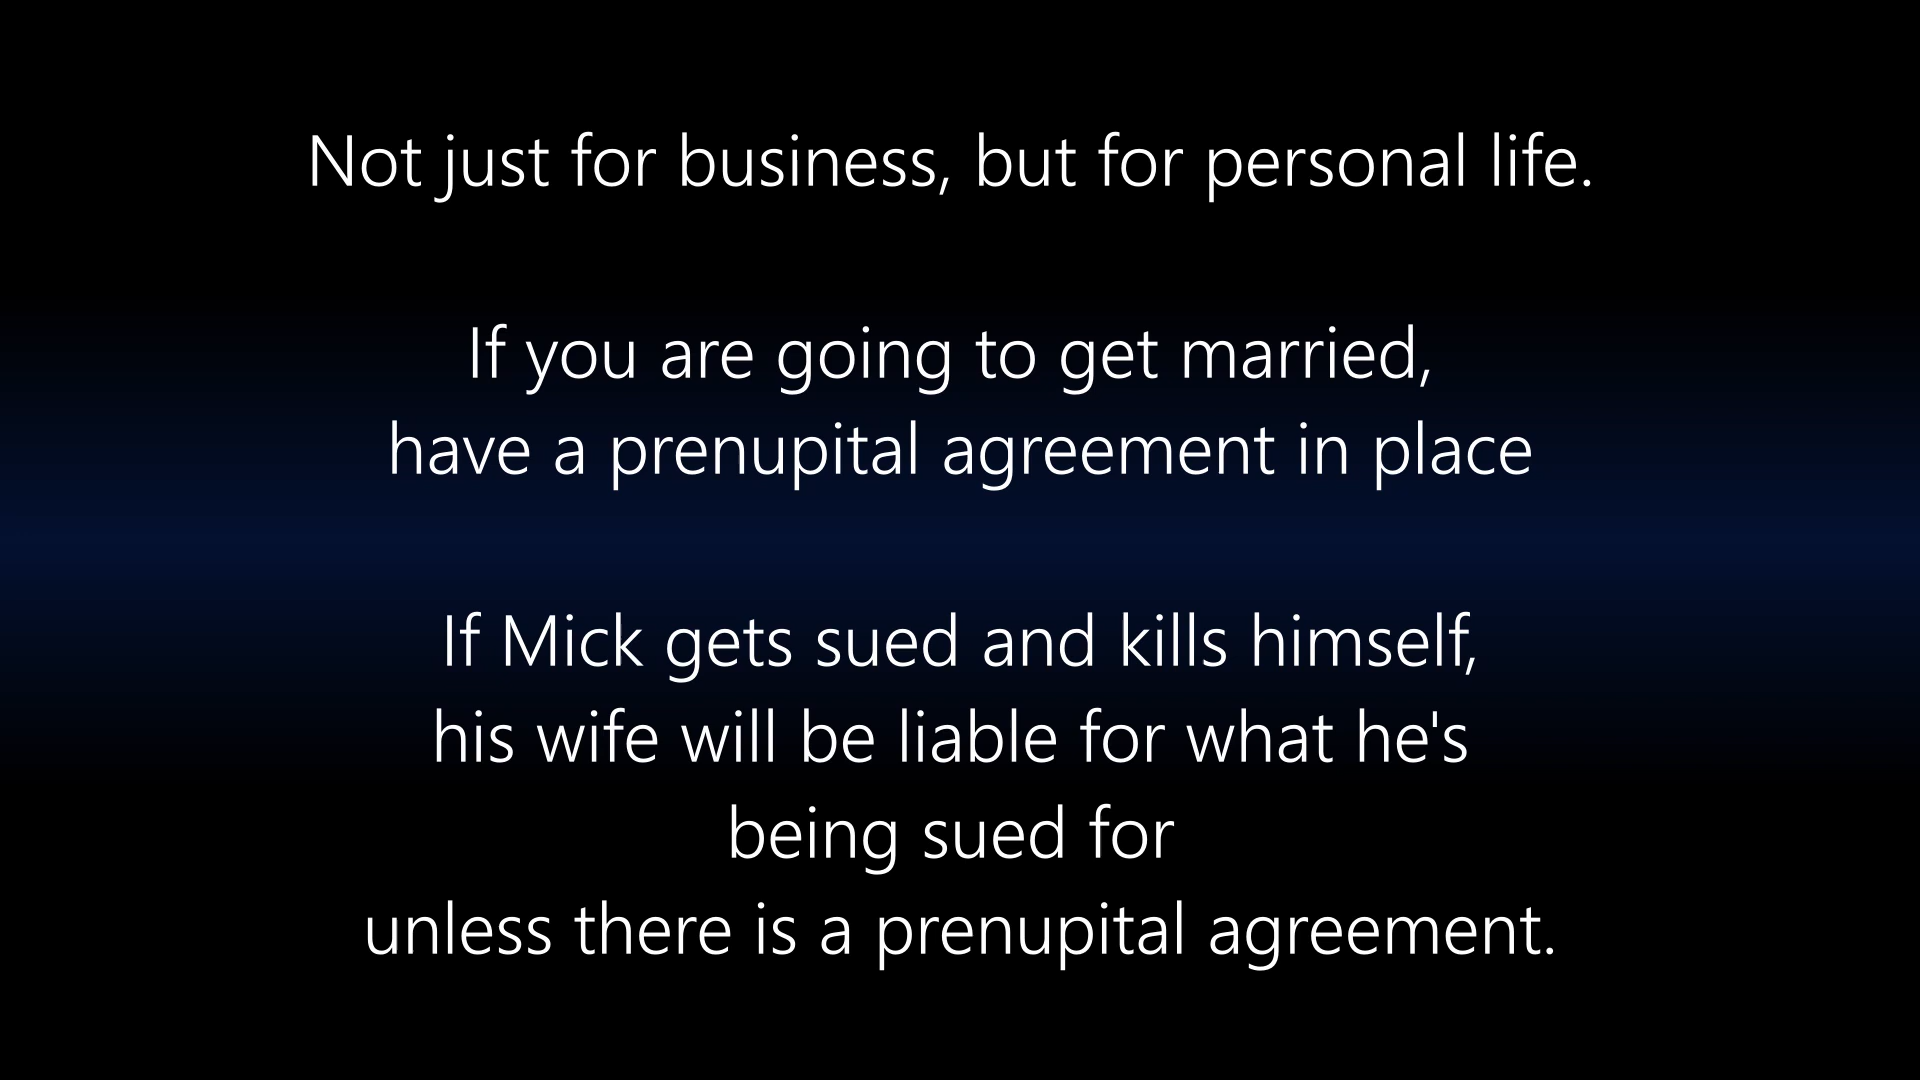 Not just for business, but for personal life.
If you are going to get married,
have a prenupital agreement in place
If Mick gets sued and kills himself,
his wife will be liable for what he's
being sued for
unless there is a prenupital agreement.